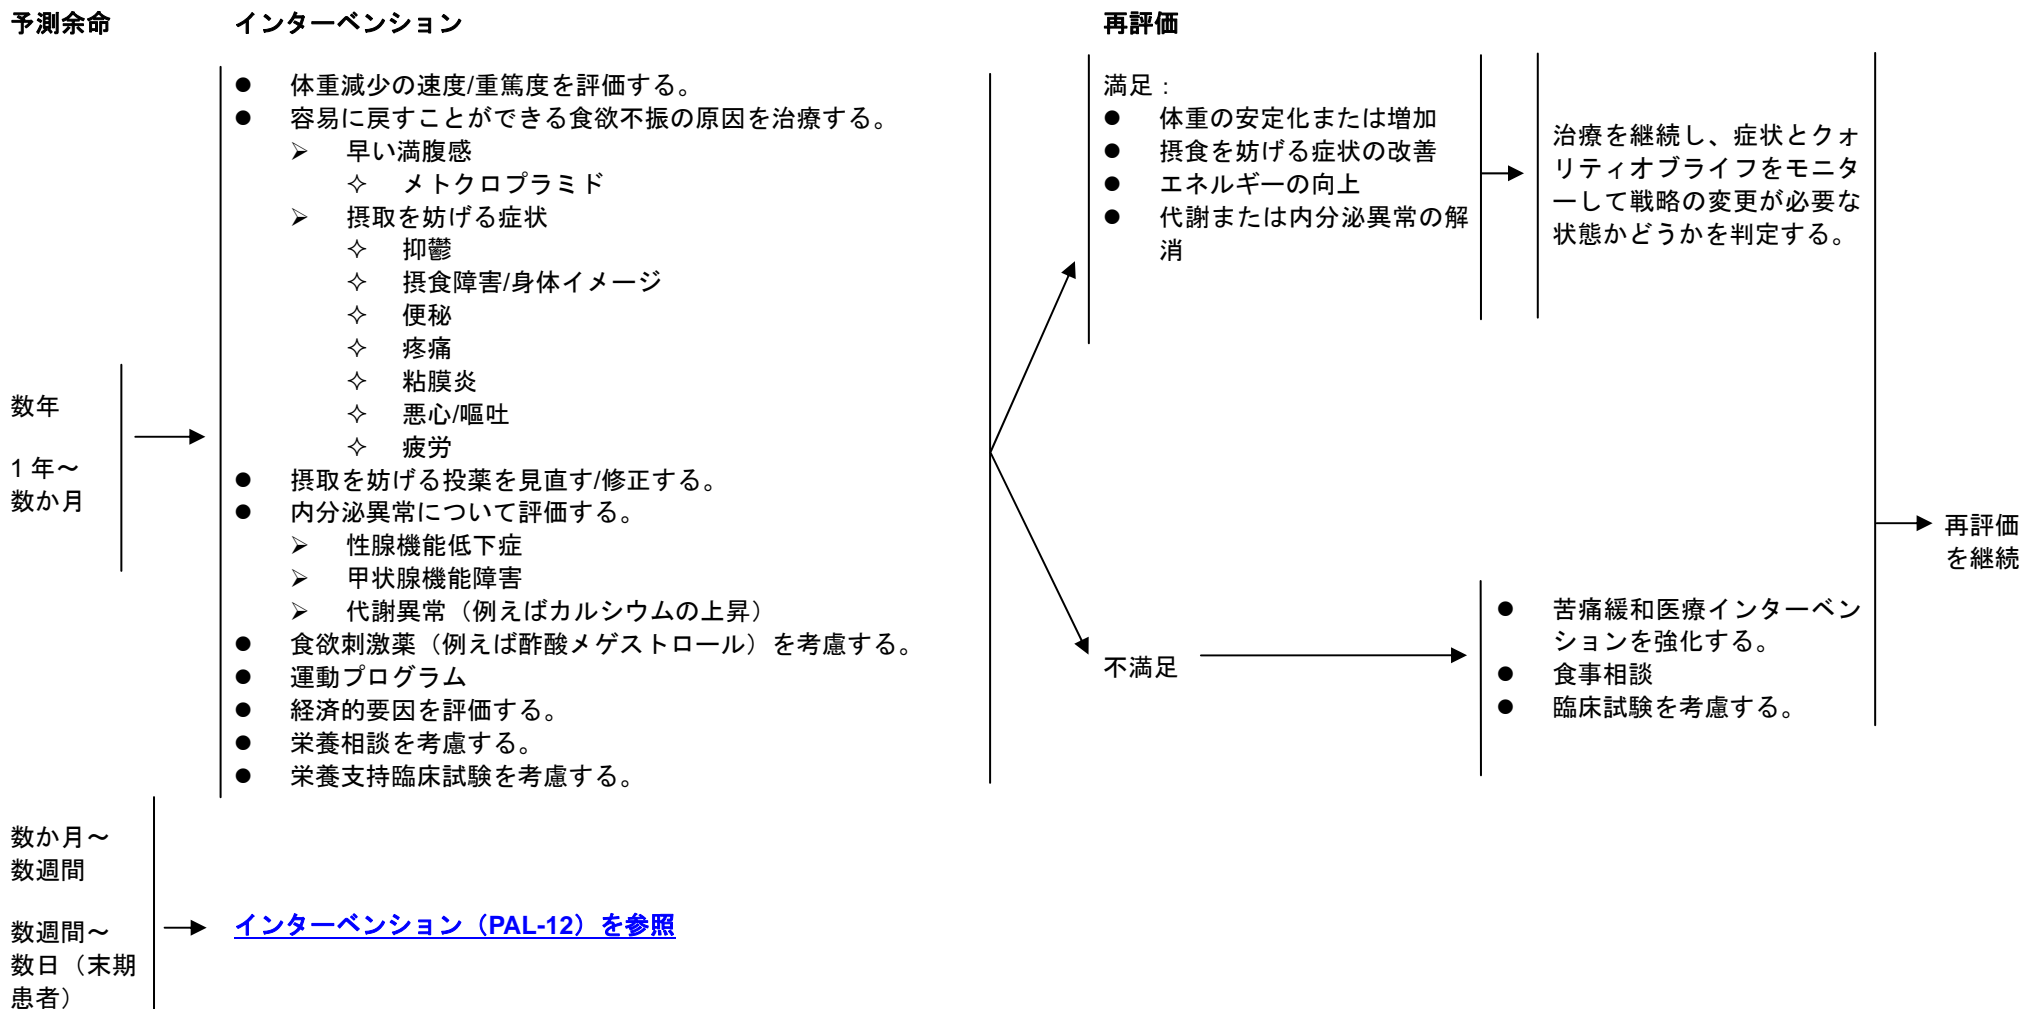 予測余命
インターベンション
再評価
● 体重減少の速度/重篤度を評価する。
● 容易に戻すことができる食欲不振の原因を治療する。
➢ 早い満腹感
✧ メトクロプラミド
➢ 摂取を妨げる症状
✧ 抑鬱
✧ 摂食障害/身体イメージ
✧ 便秘
✧ 疼痛
✧ 粘膜炎
✧ 悪心/嘔吐
✧ 疲労
● 摂取を妨げる投薬を見直す/修正する。
● 内分泌異常について評価する。
➢ 性腺機能低下症
➢ 甲状腺機能障害
➢ 代謝異常（例えばカルシウムの上昇）
● 食欲刺激薬（例えば酢酸メゲストロール）を考慮する。
● 運動プログラム
● 経済的要因を評価する。
● 栄養相談を考慮する。
● 栄養支持臨床試験を考慮する。
数年
1 年～
数か月
満足：
● 体重の安定化または増加
● 摂食を妨げる症状の改善
● エネルギーの向上
● 代謝または内分泌異常の解
消
治療を継続し、症状とクォ
リティオブライフをモニタ
ーして戦略の変更が必要な
状態かどうかを判定する。
不満足
● 苦痛緩和医療インターベン
ションを強化する。
● 食事相談
● 臨床試験を考慮する。
再評価
を継続
数か月～
数週間
数週間～
数日（末期
患者）
インターベンション（PAL-12）を参照